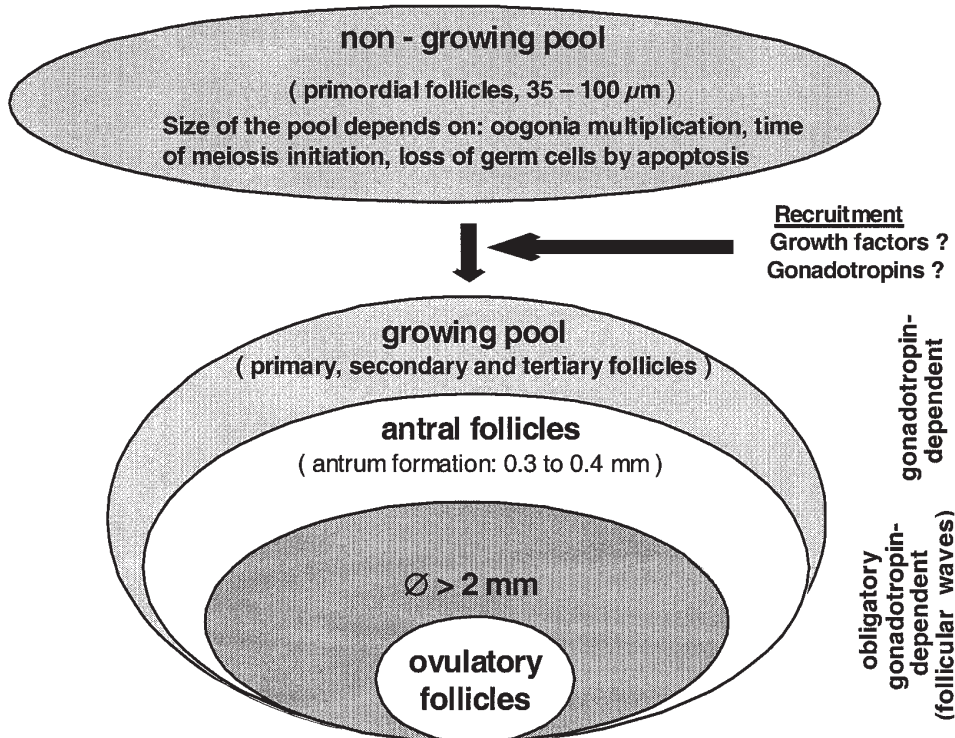 non - growing pool
( primordial follicles, 35 – 100 µm )
Size of the pool depends on: oogonia multiplication, time
of meiosis initiation, loss of germ cells by apoptosis
Recruitment
Growth factors ?
Gonadotropins ?
growing pool
( primary, secondary and tertiary follicles )
antral follicles
( antrum formation: 0.3 to 0.4 mm )
∅ > 2 mm
ovulatory
follicles
gonadotropin-
dependent
obligatory
gonadotropin-
dependent
(follicular waves)